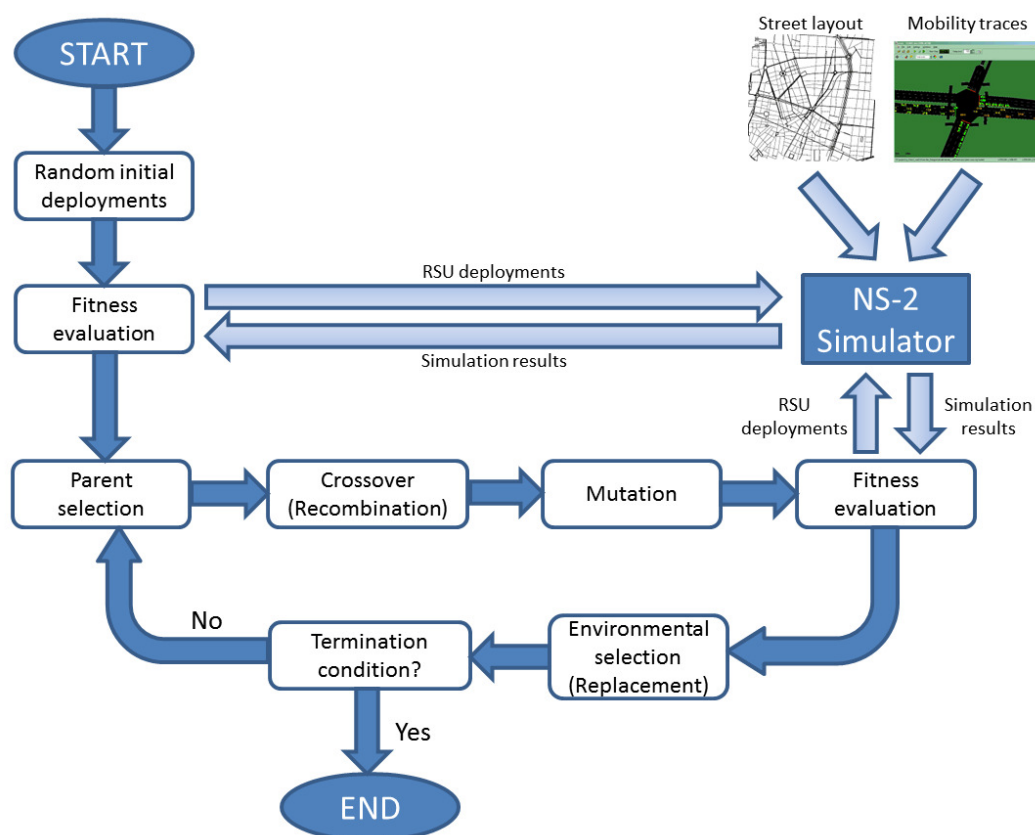 START
Street layout
Mobility traces
Random initial
deployments
RSU deployments
Fitness
evaluation
NS-2
Simulator
Simulation results
RSU
deployments
Simulation
results
Parent
selection
Crossover
(Recombination)
Mutation
Fitness
evaluation
No
Termination
condition?
Environmental
selection
(Replacement)
Yes
END